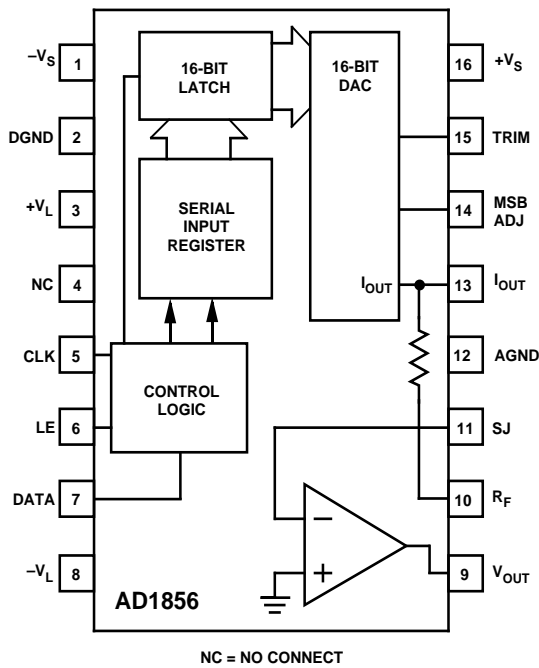 –VS
1
16-BIT
LATCH
16-BIT
DAC
16
+VS
DGND
2
15
TRIM
+VL
3
SERIAL
INPUT
REGISTER
14
MSB
ADJ
NC
4
IOUT
13
IOUT
CLK
5
CONTROL
LOGIC
12
AGND
LE
6
11
SJ
DATA
7
–
10
RF
–VL
8
+
9
VOUT
AD1856
NC = NO CONNECT